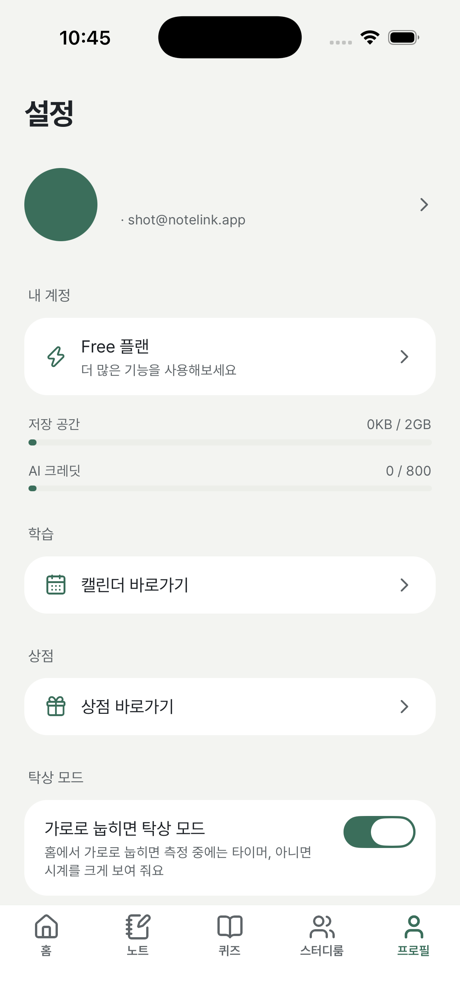 10:45
설정
· shot@notelink.app
내 계정
Free 플랜
더 많은 기능을 사용해보세요
저장 공간 0KB / 2GB
AI 크레딧 0 / 800
학습
캘린더 바로가기
상점
상점 바로가기
탁상 모드
가로로 눕히면 탁상 모드
홈에서 가로로 눕히면 측정 중에는 타이머, 아니면
시계를 크게 보여 줘요
홈 노트 퀴즈 스터디룸 프로필